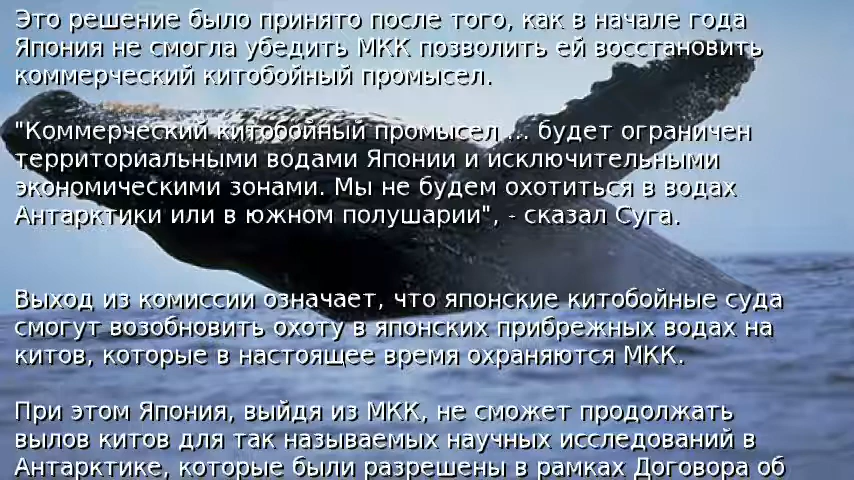 Это решение было принято после того, как в начале года
Япония не смогла убедить МКК позволить ей восстановить
коммерческий китобойный промысел.
"Коммерческий китобойный промысел ... будет ограничен
территориальными водами Японии и исключительными
экономическими зонами. Мы не будем охотиться в водах
Антарктики или в южном полушарии", - сказал Суга.
Выход из комиссии означает, что японские китобойные суда
смогут возобновить охоту в японских прибрежных водах на
китов, которые в настоящее время охраняются МКК.
При этом Япония, выйдя из МКК, не сможет продолжать
вылов китов для так называемых научных исследований в
Антарктике, которые были разрешены в рамках Договора об